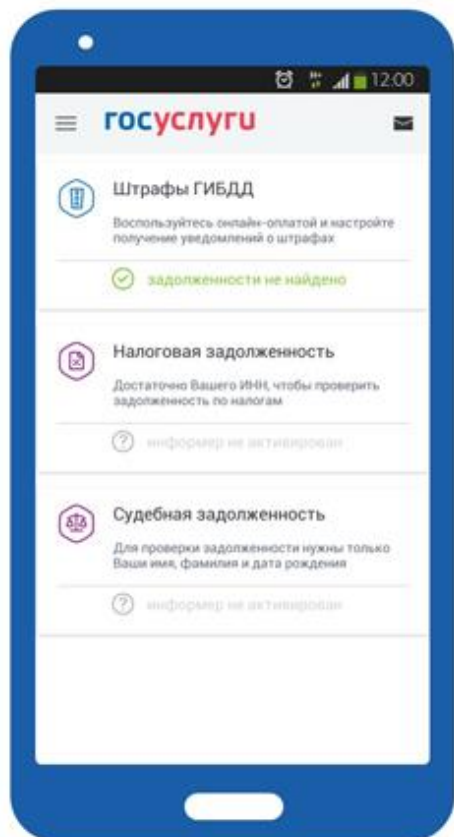 12:00
госуслуги
Штрафы ГИБДД
Воспользуйтесь онлайн-оплатой и настройте
получение уведомлений о штрафах
задолженности не найдено
Налоговая задолженность
Достаточно Вашего ИНН, чтобы проверить
задолженность по налогам
информер не активирован
Судебная задолженность
Для проверки задолженности нужны только
Ваши имя, фамилия и дата рождения
информер не активирован